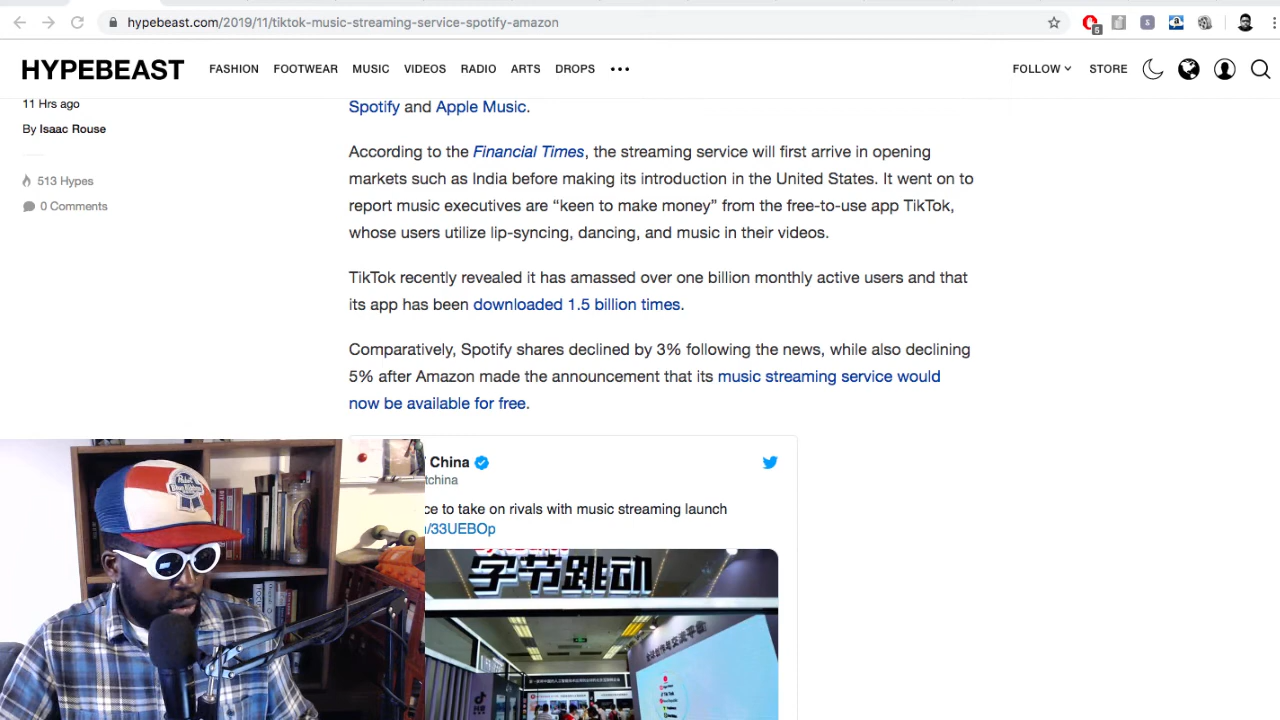 hypebeast.com/2019/11/tiktok-music-streaming-service-spotify-amazon
5
HYPEBEAST
FASHION FOOTWEAR MUSIC VIDEOS RADIO ARTS DROPS
FOLLOW STORE
11 Hrs ago
By Isaac Rouse
513 Hypes
0 Comments
Spotify and Apple Music.
According to the Financial Times, the streaming service will first arrive in opening
markets such as India before making its introduction in the United States. It went on to
report music executives are “keen to make money” from the free-to-use app TikTok,
whose users utilize lip-syncing, dancing, and music in their videos.
TikTok recently revealed it has amassed over one billion monthly active users and that
its app has been downloaded 1.5 billion times.
Comparatively, Spotify shares declined by 3% following the news, while also declining
5% after Amazon made the announcement that its music streaming service would
now be available for free.
China
china
ce to take on rivals with music streaming launch
/33UEBOp
字节跳动
Pabst
Blue Ribbon